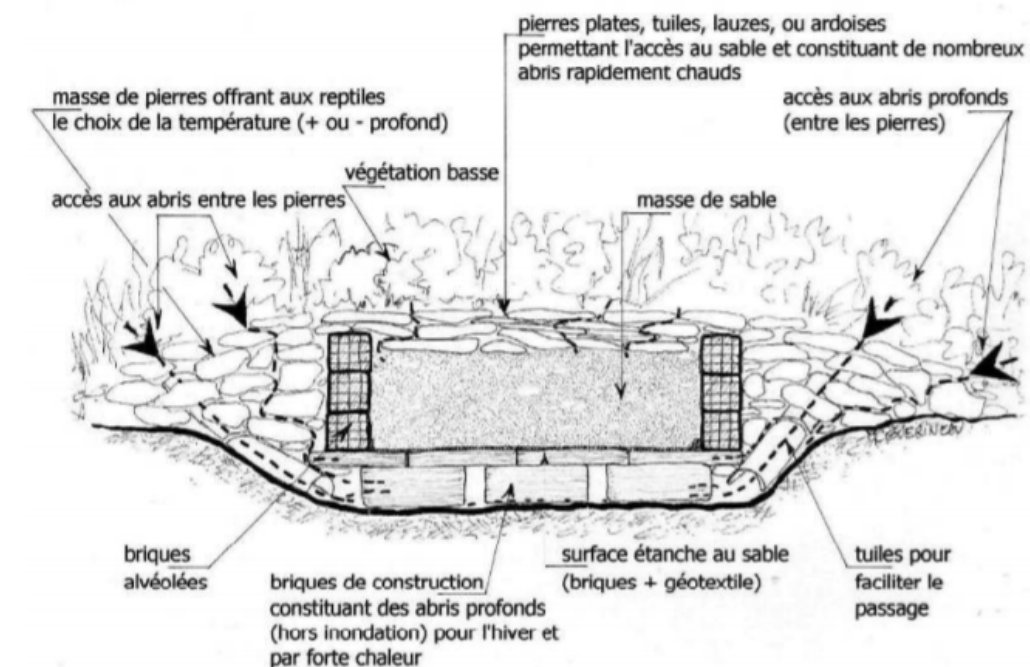 pierres plates, tuiles, lauzes, ou ardoises
permettant l'accès au sable et constituant de nombreux
abris rapidement chauds
masse de pierres offrant aux reptiles
le choix de la température (+ ou - profond)
accès aux abris profonds
(entre les pierres)
végétation basse
accès aux abris entre les pierres
masse de sable
briques
alvéolées
briques de construction
constituant des abris profonds
(hors inondation) pour l'hiver et
par forte chaleur
surface étanche au sable
(briques + géotextile)
tuiles pour
faciliter le
passage